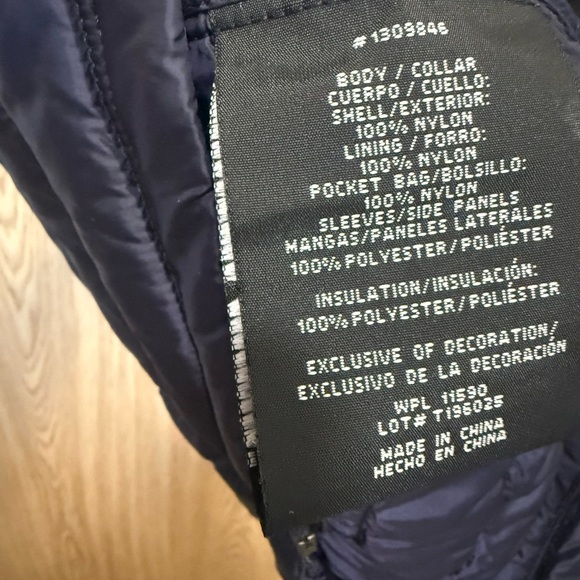 #1309846
BODY / COLLAR
CUERPO / CUELLO:
SHELL/EXTERIOR:
100% NYLON
LINING / FORRO:
100% NYLON
POCKET BAG/BOLSILLO:
100% NYLON
SLEEVES/SIDE PANELS
MANGAS/PANELES LATERALES
100% POLYESTER/POLIÉSTER
INSULATION/INSULACIÓN:
100% POLYESTER/POLIÉSTER
EXCLUSIVE OF DECORATION/
EXCLUSIVO DE LA DECORACIÓN
WPL 11590
LOT# T196025
MADE IN CHINA
HECHO EN CHINA